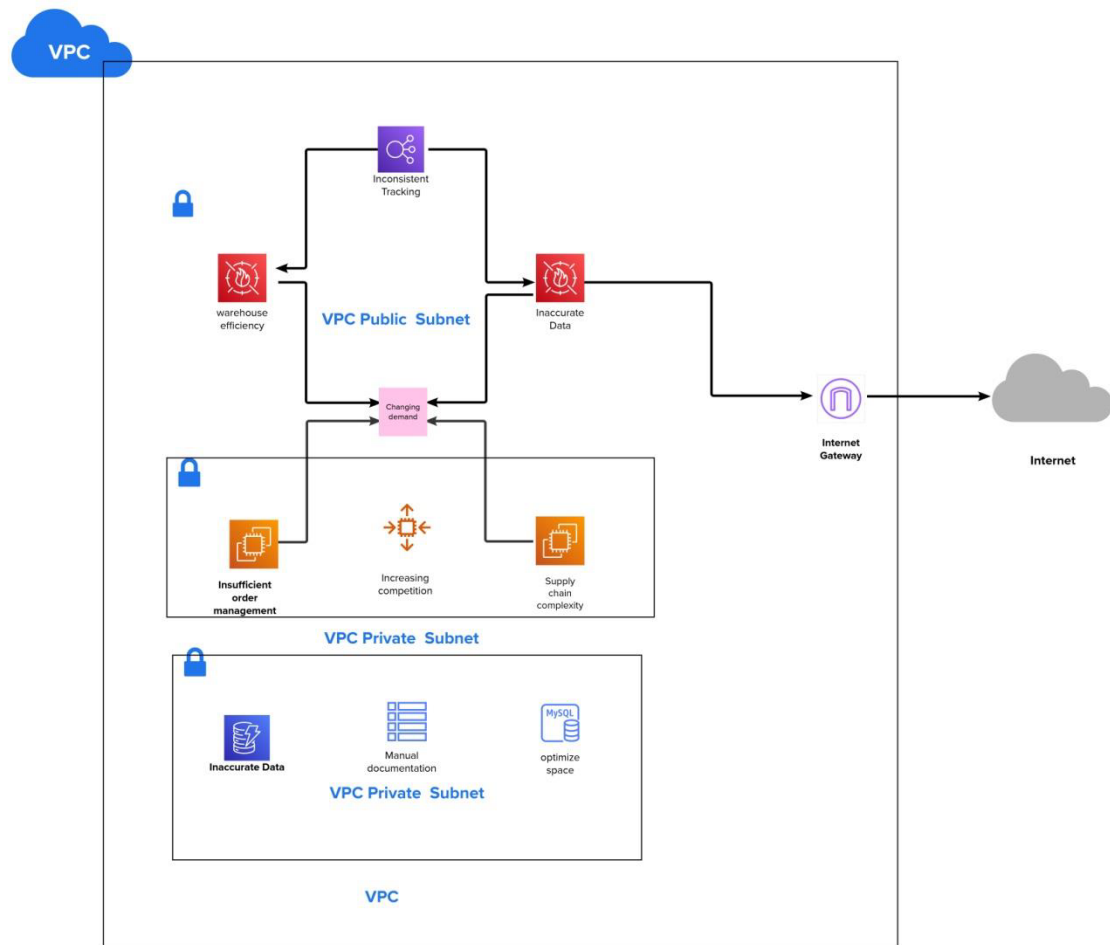 VPC
Inconsistent
Tracking
warehouse
efficiency
VPC Public  Subnet
Inaccurate
Data
Changing
demand
Internet
Gateway
Internet
Insufficient
order
management
Increasing
competition
Supply
chain
complexity
VPC Private  Subnet
Inaccurate Data
Manual
documentation
MySQL
optimize
space
VPC Private  Subnet
VPC